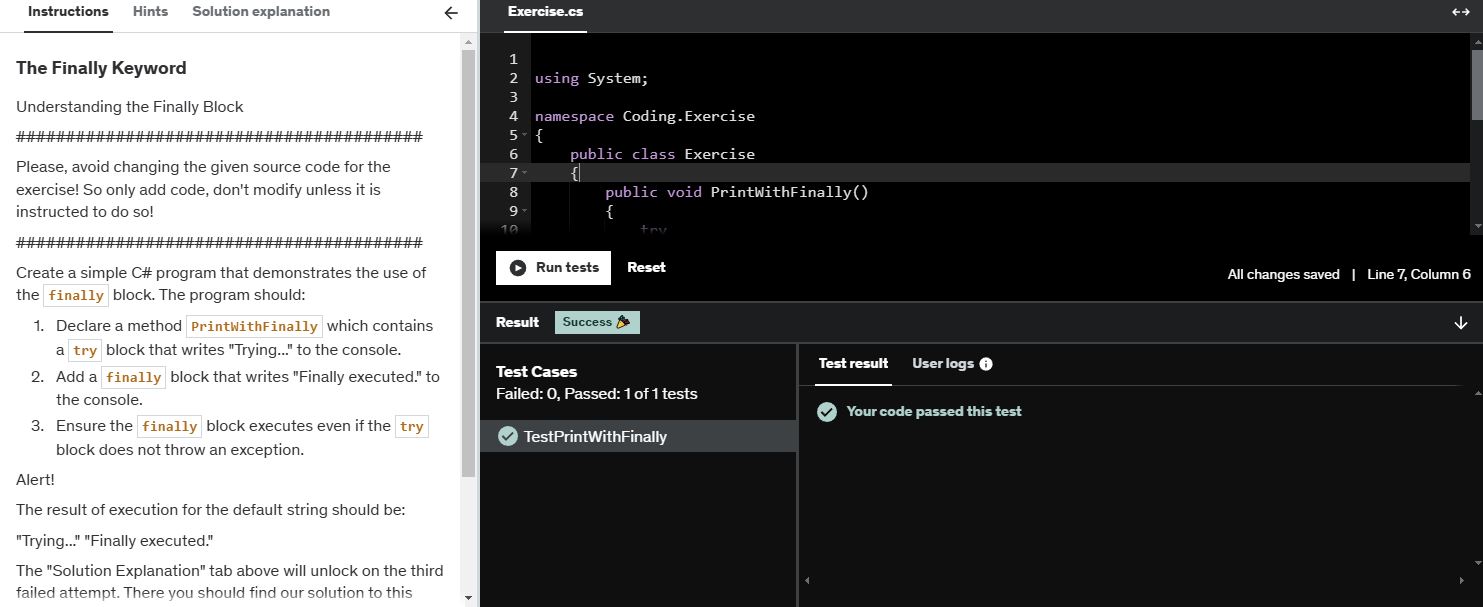 Instructions Hints Solution explanation
The Finally Keyword
Understanding the Finally Block
#########################################
Please, avoid changing the given source code for the
exercise! So only add code, don't modify unless it is
instructed to do so!
#########################################
Create a simple C# program that demonstrates the use of
the finally block. The program should:
1. Declare a method PrintWithFinally which contains
a try block that writes "Trying..." to the console.
2. Add a finally block that writes "Finally executed." to
the console.
3. Ensure the finally block executes even if the try
block does not throw an exception.
Alert!
The result of execution for the default string should be:
"Trying..." "Finally executed."
The "Solution Explanation" tab above will unlock on the third
failed attempt. There you should find our solution to this
Exercise.cs
1
2 using System;
3
4 namespace Coding.Exercise
5 {
6 public class Exercise
7 {
8 public void PrintWithFinally()
9 {
10 try
Run tests Reset
All changes saved | Line 7, Column 6
Result Success
Test Cases
Failed: 0, Passed: 1 of 1 tests
TestPrintWithFinally
Test result User logs
Your code passed this test